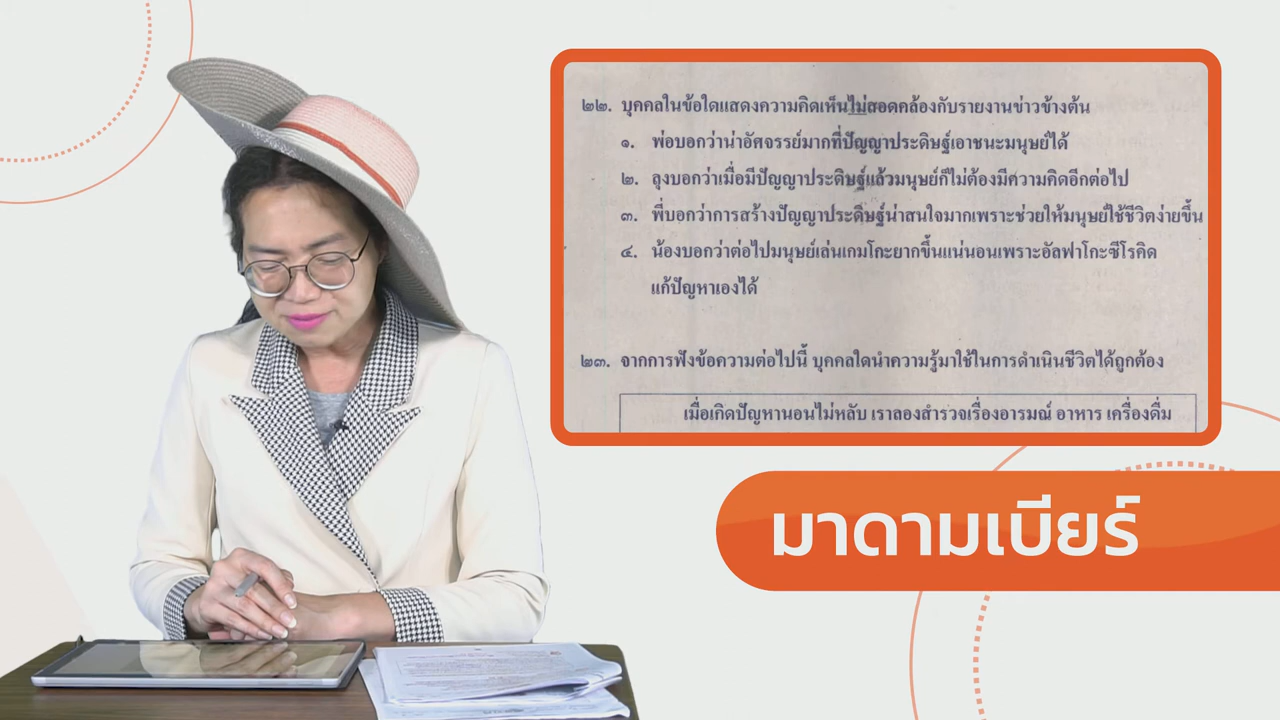 ๒๒. บุคคลในข้อใดแสดงความคิดเห็นไม่สอดคล้องกับรายงานข่าวข้างต้น
๑. พ่อบอกว่าน่าอัศจรรย์มากที่ปัญญาประดิษฐ์เอาชนะมนุษย์ได้
๒. ลุงบอกว่าเมื่อมีปัญญาประดิษฐ์แล้วมนุษย์ก็ไม่ต้องมีความคิดอีกต่อไป
๓. พี่บอกว่าการสร้างปัญญาประดิษฐ์น่าสนใจมากเพราะช่วยให้มนุษย์ใช้ชีวิตง่ายขึ้น
๔. น้องบอกว่าต่อไปมนุษย์เล่นเกมโกะยากขึ้นแน่นอนเพราะอัลฟาโกะซีโรคิด
แก้ปัญหาเองได้
๒๓. จากการฟังข้อความต่อไปนี้ บุคคลใดนำความรู้มาใช้ในการดำเนินชีวิตได้ถูกต้อง
เมื่อเกิดปัญหานอนไม่หลับ เราลองสำรวจเรื่องอารมณ์ อาหาร เครื่องดื่ม
มาดามเบียร์